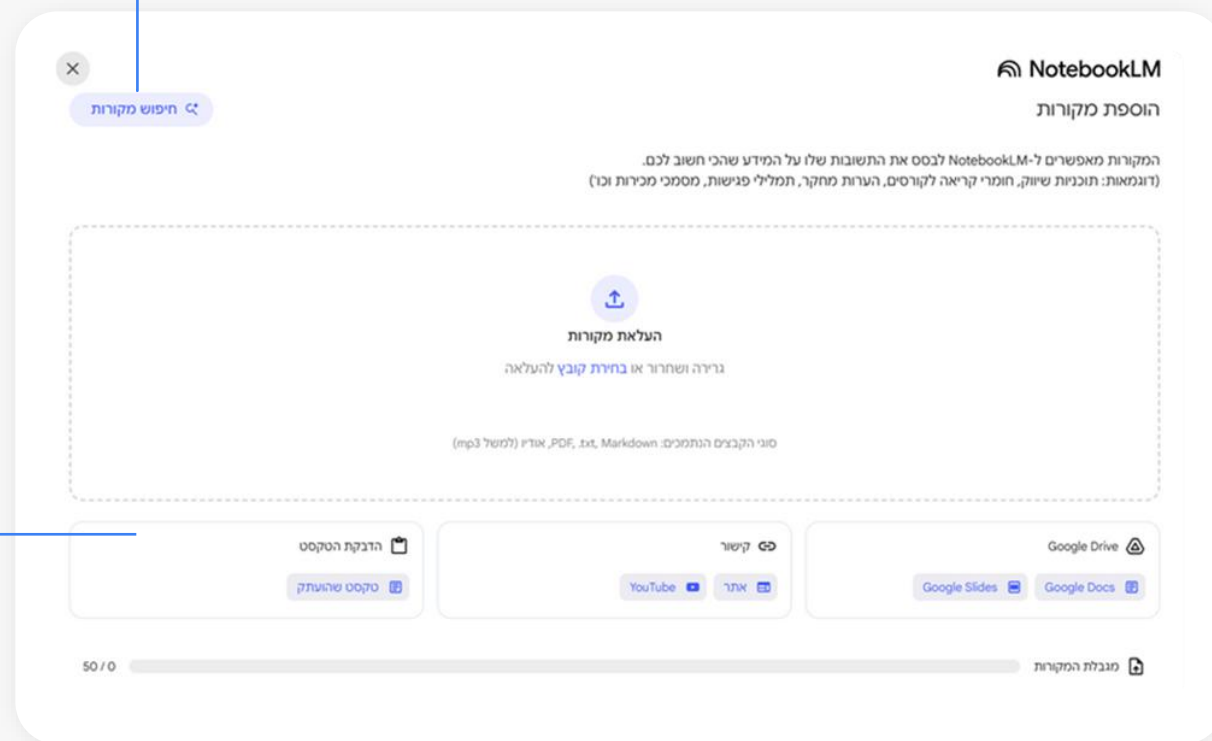 NotebookLM
הוספת מקורות
חיפוש מקורות
המקורות מאפשרים ל-NotebookLM לבסס את התשובות שלו על המידע שהכי חשוב לכם.
(דוגמאות: תוכניות שיווק, חומרי קריאה לקורסים, הערות מחקר, תמלילי פגישות, מסמכי מכירות וכו')
העלאת מקורות
גרירה ושחרור או בחירת קובץ להעלאה
סוגי הקבצים הנתמכים: PDF, .txt, Markdown, אודיו (למשל mp3)
Google Drive
Google Docs
Google Slides
קישור
אתר
YouTube
הדבקת הטקסט
טקסט שהועתק
מגבלת המקורות
50 / 0